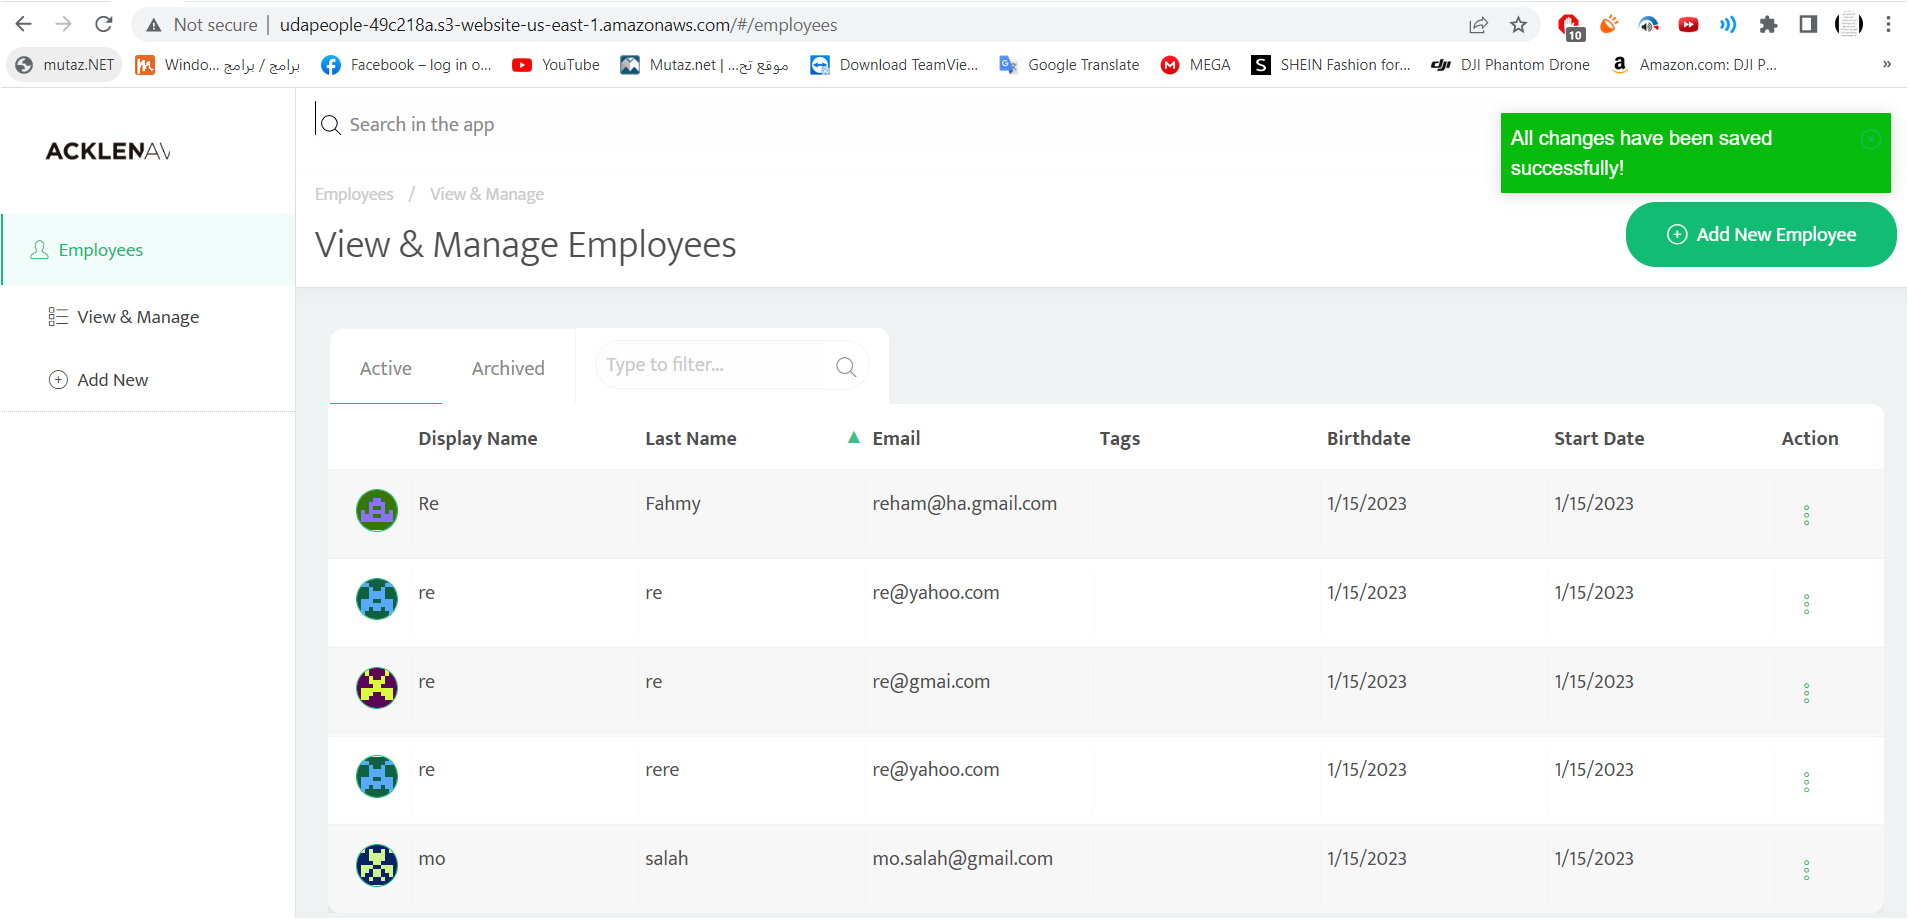 Not secure | udapeople-49c218a.s3-website-us-east-1.amazonaws.com/#/employees
10
mutaz.NET Windo... برامج / برامج Facebook – log in o... YouTube Mutaz.net | موقع تح... Download TeamVie... Google Translate MEGA SHEIN Fashion for... DJI Phantom Drone Amazon.com: DJI P... »
ACKLENAV
Search in the app
All changes have been saved
successfully!
Employees / View & Manage
View & Manage Employees
Add New Employee
Employees
View & Manage
Add New
Active Archived Type to filter...
Display Name Last Name Email Tags Birthdate Start Date Action
Re Fahmy reham@ha.gmail.com 1/15/2023 1/15/2023
re re re@yahoo.com 1/15/2023 1/15/2023
re re re@gmai.com 1/15/2023 1/15/2023
re rere re@yahoo.com 1/15/2023 1/15/2023
mo salah mo.salah@gmail.com 1/15/2023 1/15/2023